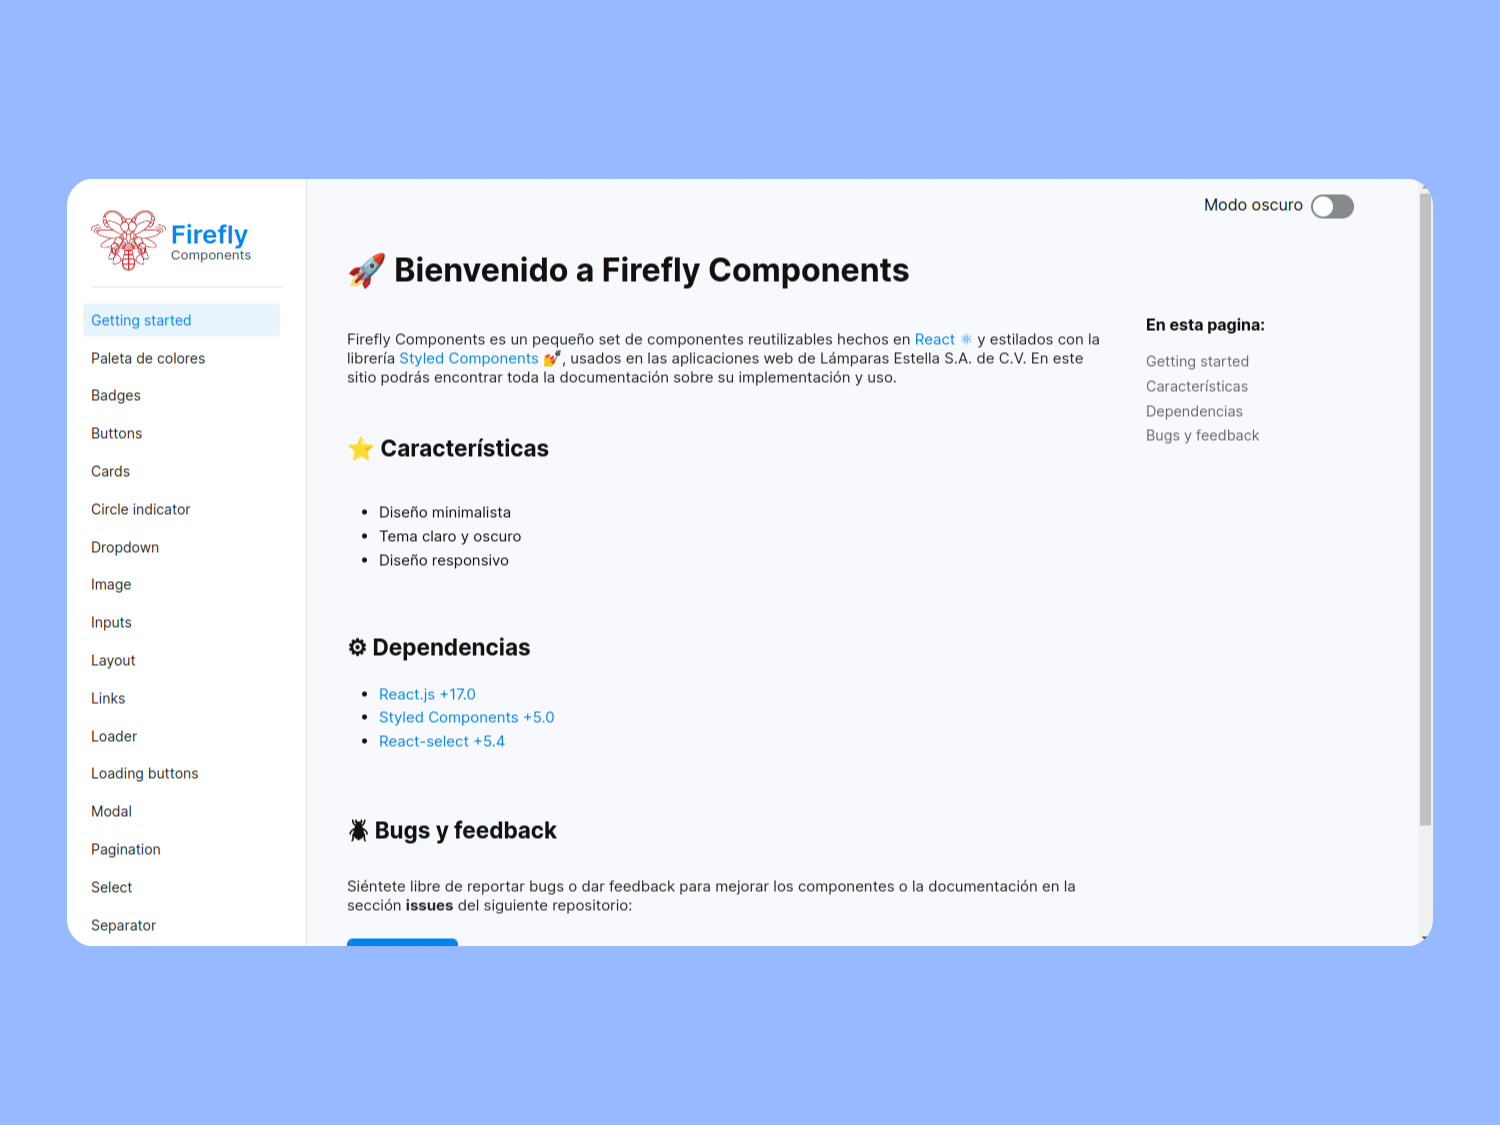 Firefly
Components
Getting started
Paleta de colores
Badges
Buttons
Cards
Circle indicator
Dropdown
Image
Inputs
Layout
Links
Loader
Loading buttons
Modal
Pagination
Select
Separator
Modo oscuro
🚀 Bienvenido a Firefly Components
Firefly Components es un pequeño set de componentes reutilizables hechos en React ⚛ y estilados con la
librería Styled Components 💅, usados en las aplicaciones web de Lámparas Estella S.A. de C.V. En este
sitio podrás encontrar toda la documentación sobre su implementación y uso.
⭐ Características
• Diseño minimalista
• Tema claro y oscuro
• Diseño responsivo
⚙ Dependencias
• React.js +17.0
• Styled Components +5.0
• React-select +5.4
🪲 Bugs y feedback
Siéntete libre de reportar bugs o dar feedback para mejorar los componentes o la documentación en la
sección issues del siguiente repositorio:
En esta pagina:
Getting started
Características
Dependencias
Bugs y feedback